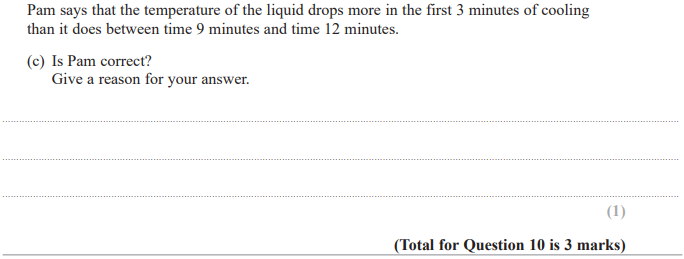 Pam says that the temperature of the liquid drops more in the first 3 minutes of cooling
than it does between time 9 minutes and time 12 minutes.
(c) Is Pam correct?
Give a reason for your answer.
(1)
(Total for Question 10 is 3 marks)